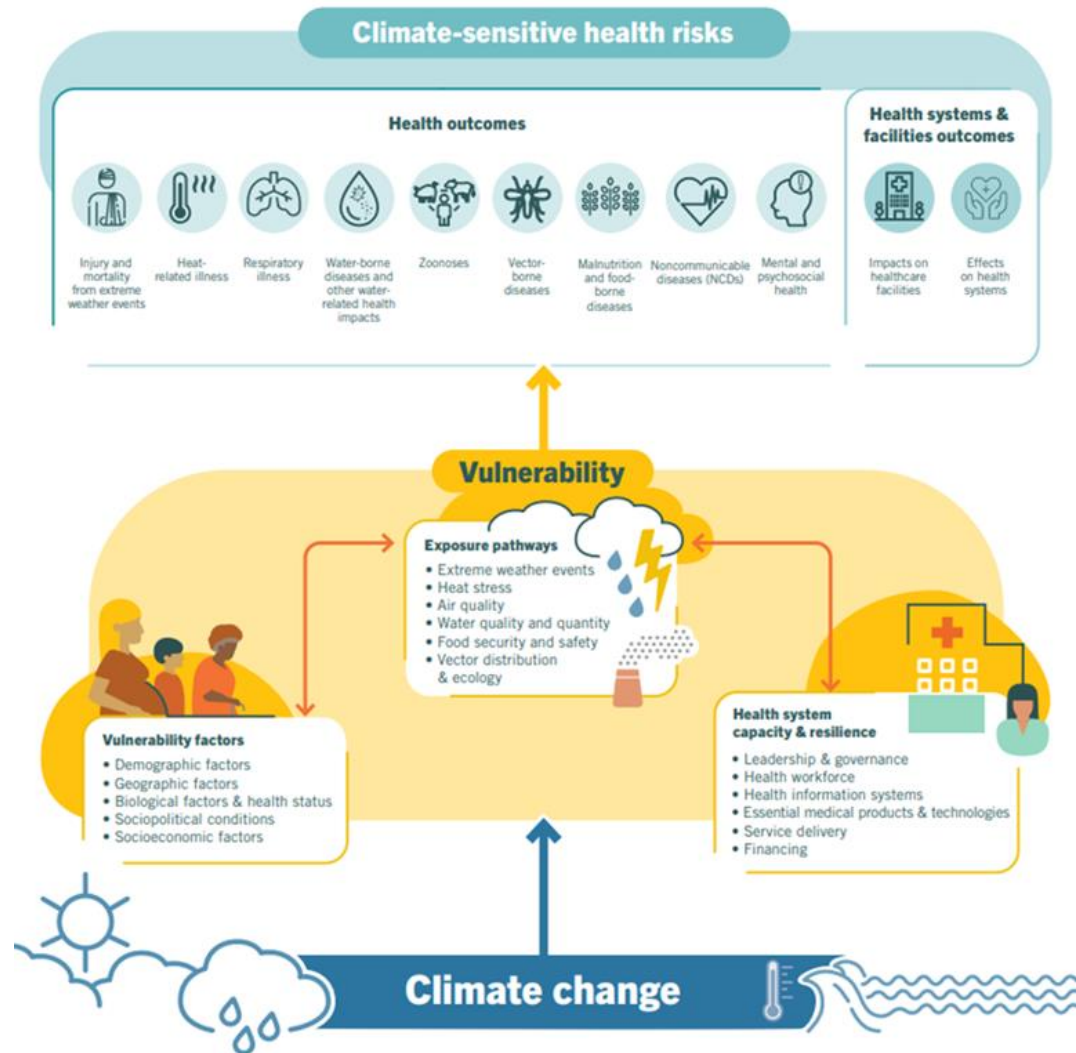 Climate-sensitive health risks
Health outcomes
Injury and
mortality
from extreme
weather events
Heat-
related illness
Respiratory
illness
Water-borne
diseases and
other water-
related health
impacts
Zoonoses
Vector-
borne
diseases
Malnutrition
and food-
borne
diseases
Noncommunicable
diseases (NCDs)
Mental and
psychosocial
health
Health systems &
facilities outcomes
Impacts on
healthcare
facilities
Effects
on health
systems
Vulnerability
Exposure pathways
• Extreme weather events
• Heat stress
• Air quality
• Water quality and quantity
• Food security and safety
• Vector distribution
& ecology
Vulnerability factors
• Demographic factors
• Geographic factors
• Biological factors & health status
• Sociopolitical conditions
• Socioeconomic factors
Health system
capacity & resilience
• Leadership & governance
• Health workforce
• Health information systems
• Essential medical products & technologies
• Service delivery
• Financing
Climate change